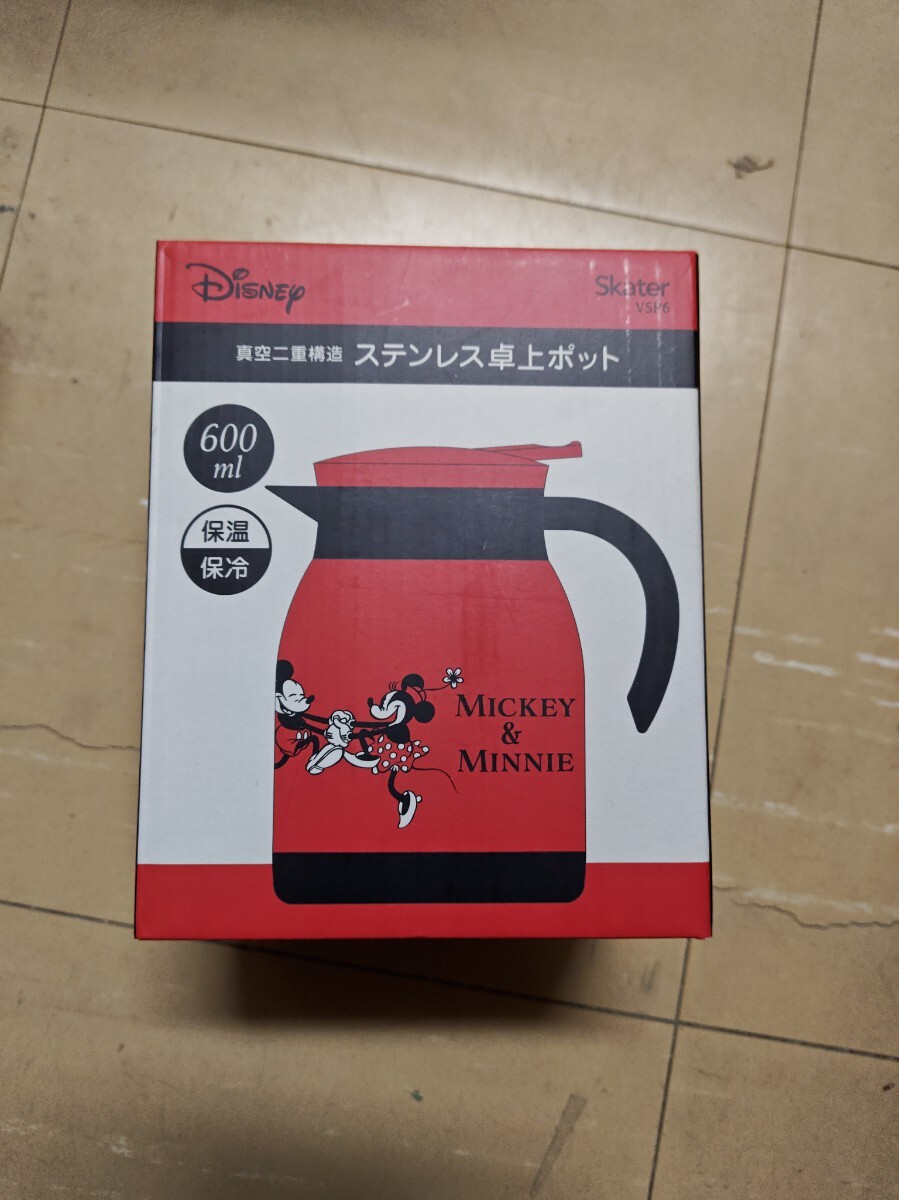 Disney
Skater
VSP6
真空二重構造 ステンレス卓上ポット
600
ml
保温
保冷
MICKEY
&
MINNIE